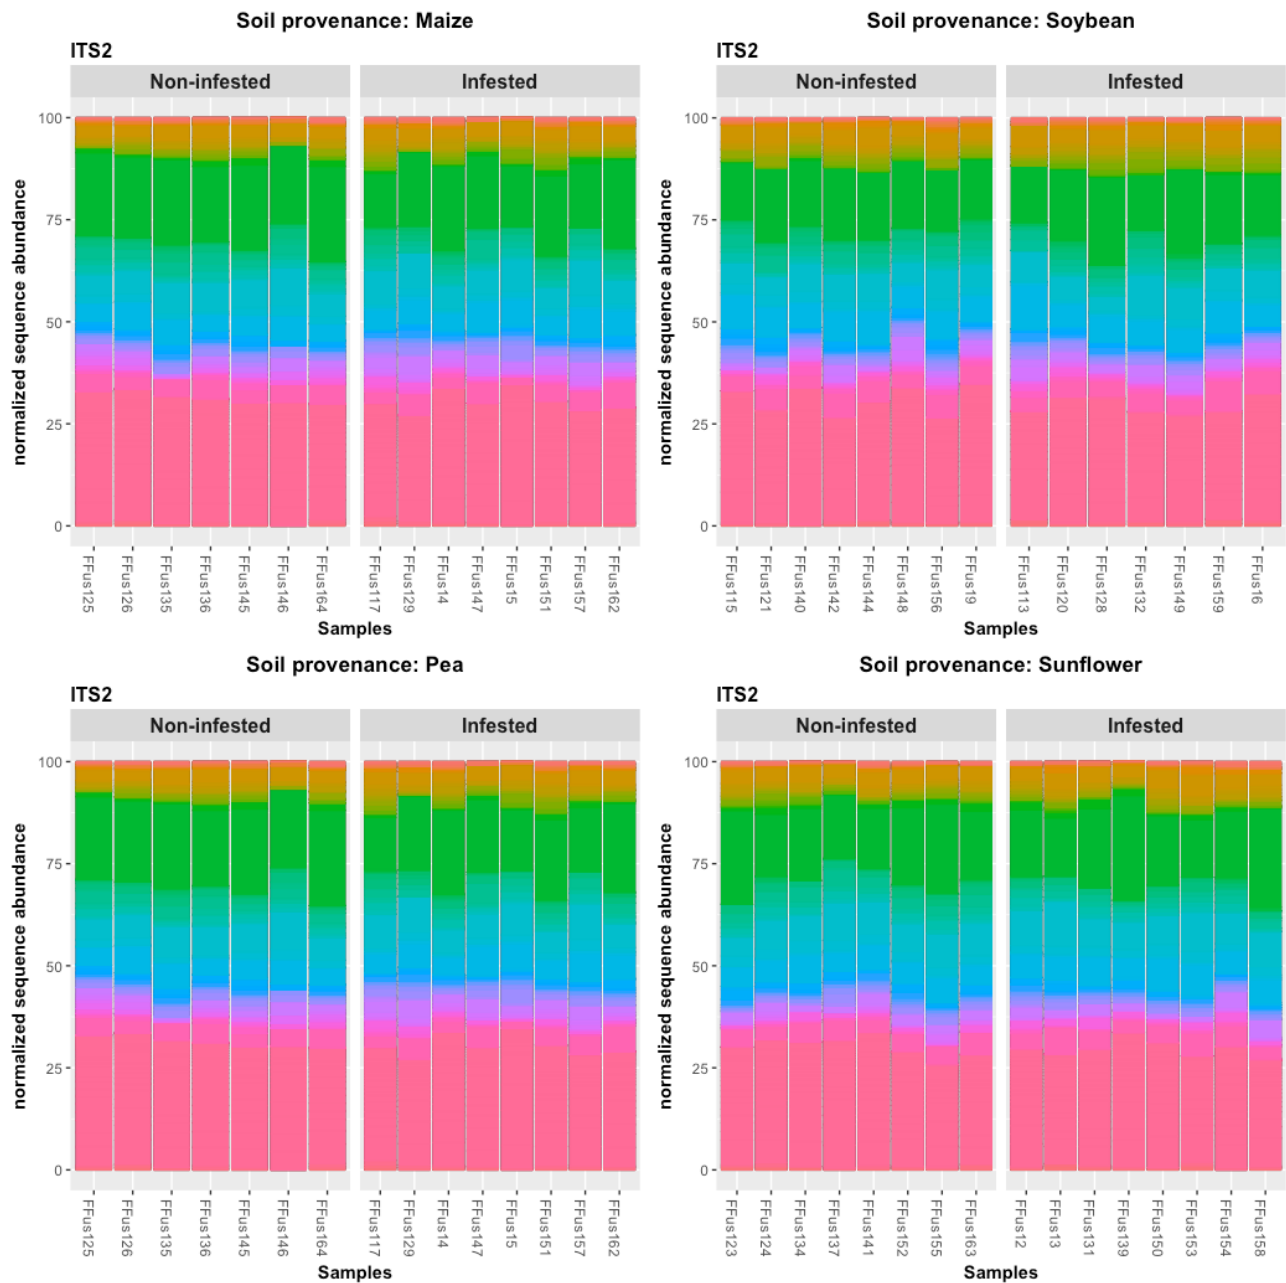 Soil provenance: Maize
ITS2
Non-infested Infested
normalized sequence abundance
100
75
50
25
0
FFus125 FFus126 FFus135 FFus136 FFus145 FFus146 FFus164 FFus117 FFus129 FFus14 FFus147 FFus15 FFus151 FFus157 FFus162
Samples
Soil provenance: Soybean
ITS2
Non-infested Infested
normalized sequence abundance
100
75
50
25
0
FFus115 FFus121 FFus140 FFus142 FFus144 FFus148 FFus156 FFus19 FFus113 FFus120 FFus128 FFus132 FFus149 FFus159 FFus16
Samples
Soil provenance: Pea
ITS2
Non-infested Infested
normalized sequence abundance
100
75
50
25
0
FFus125 FFus126 FFus135 FFus136 FFus145 FFus146 FFus164 FFus117 FFus129 FFus14 FFus147 FFus15 FFus151 FFus157 FFus162
Samples
Soil provenance: Sunflower
ITS2
Non-infested Infested
normalized sequence abundance
100
75
50
25
0
FFus123 FFus124 FFus134 FFus137 FFus141 FFus152 FFus155 FFus163 FFus12 FFus13 FFus131 FFus139 FFus150 FFus153 FFus154 FFus158
Samples